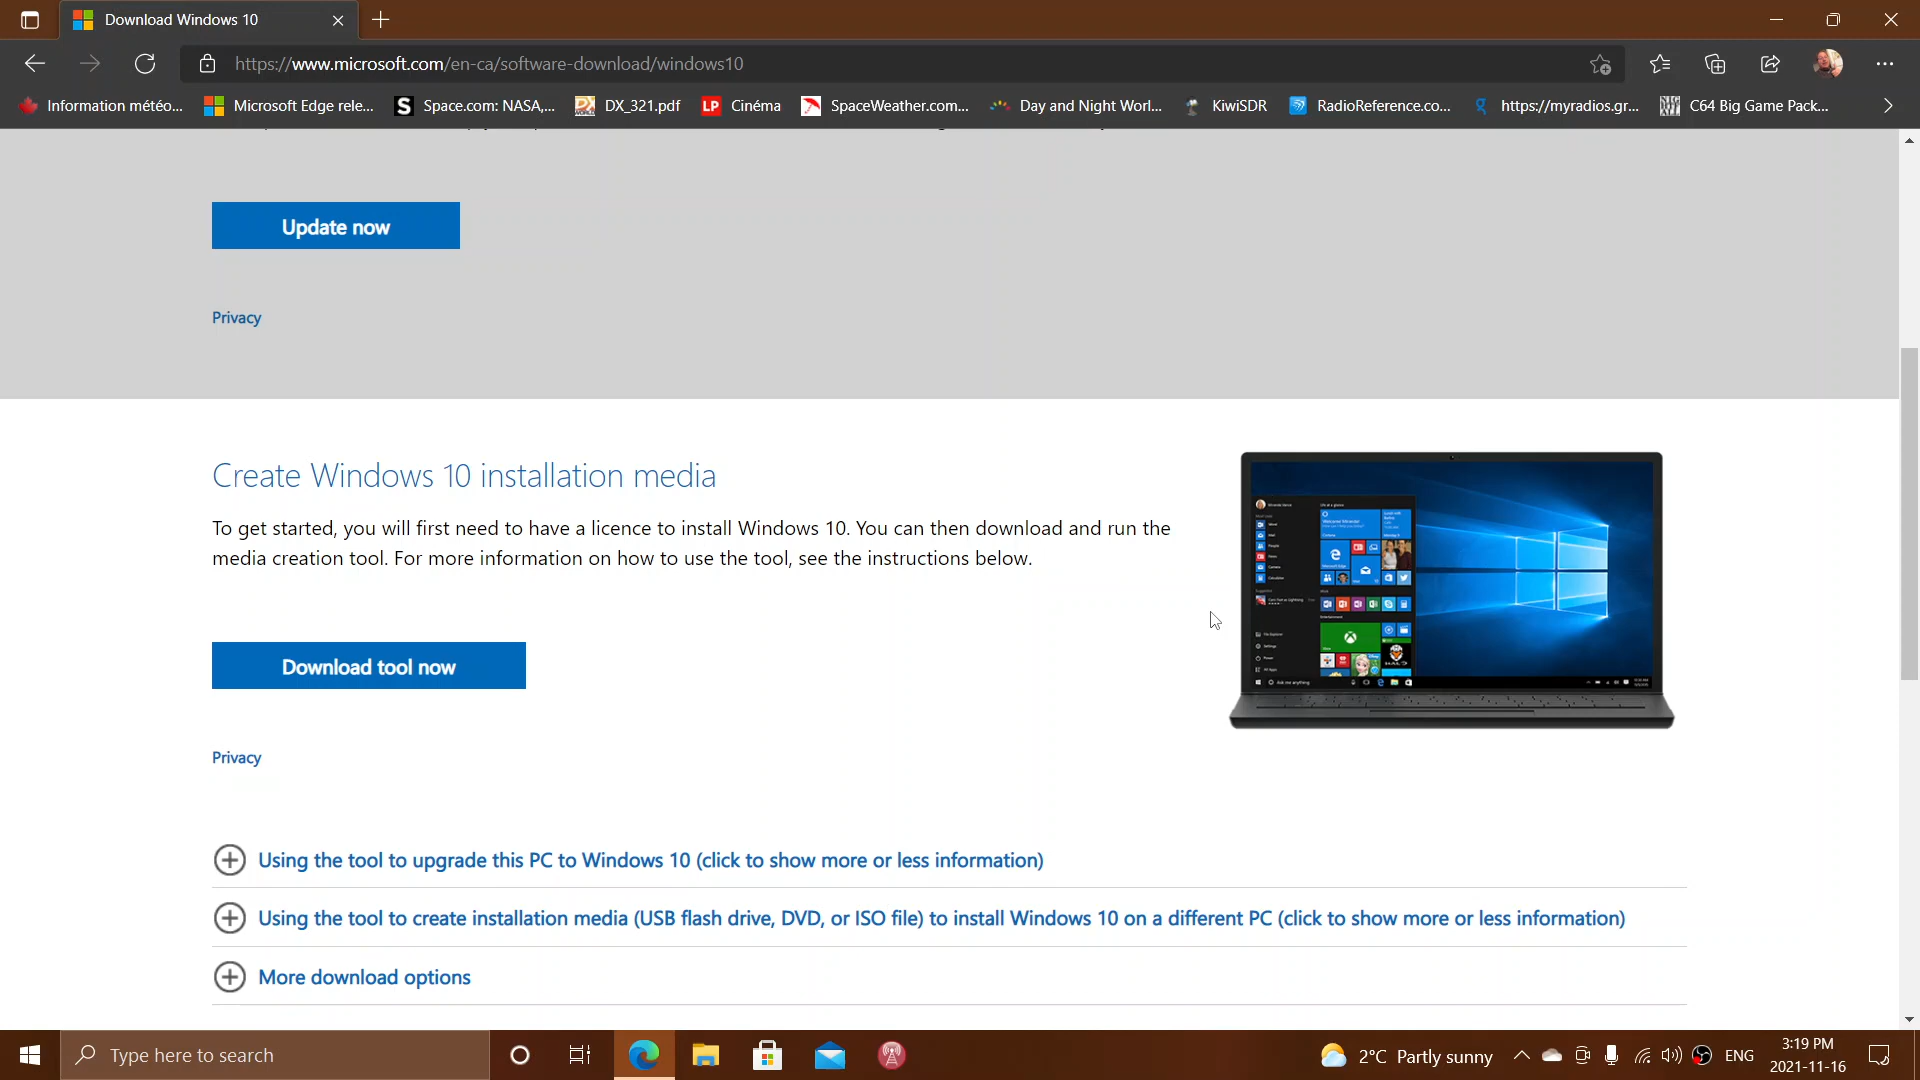 Download Windows 10
https://www.microsoft.com/en-ca/software-download/windows10
Information météo...
Microsoft Edge rele...
Space.com: NASA,...
DX_321.pdf
LP Cinéma
SpaceWeather.com...
Day and Night Worl...
KiwiSDR
RadioReference.co...
https://myradios.gr...
C64 Big Game Pack...
Update now
Privacy
Create Windows 10 installation media
To get started, you will first need to have a licence to install Windows 10. You can then download and run the
media creation tool. For more information on how to use the tool, see the instructions below.
Download tool now
Privacy
Using the tool to upgrade this PC to Windows 10 (click to show more or less information)
Using the tool to create installation media (USB flash drive, DVD, or ISO file) to install Windows 10 on a different PC (click to show more or less information)
More download options
Type here to search
2°C Partly sunny
ENG
3:19 PM
2021-11-16